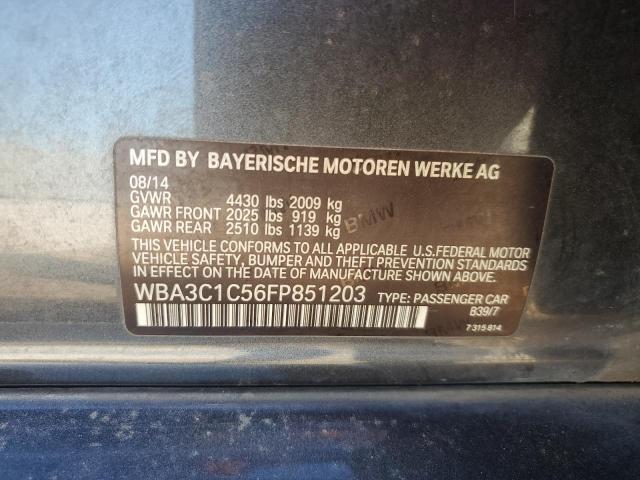 MFD BY BAYERISCHE MOTOREN WERKE AG
08/14
GVWR 4430 lbs 2009 kg
GAWR FRONT 2025 lbs 919 kg
GAWR REAR 2510 lbs 1139 kg
BMW
THIS VEHICLE CONFORMS TO ALL APPLICABLE U.S.FEDERAL MOTOR
VEHICLE SAFETY, BUMPER AND THEFT PREVENTION STANDARDS
IN EFFECT ON THE DATE OF MANUFACTURE SHOWN ABOVE.
WBA3C1C56FP851203 TYPE: PASSENGER CAR
B39/7
7 315 814